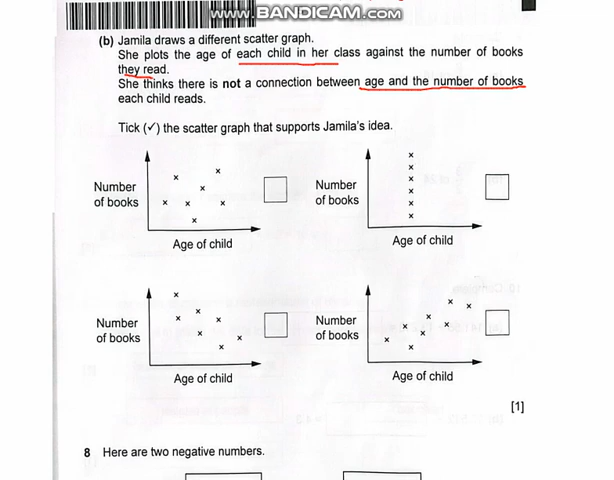 www.BANDICAM.com
(b) Jamila draws a different scatter graph.
She plots the age of each child in her class against the number of books
they read.
She thinks there is not a connection between age and the number of books
each child reads.
Tick (✓) the scatter graph that supports Jamila's idea.
Number
of books
Age of child
Number
of books
Age of child
Number
of books
Age of child
Number
of books
Age of child
[1]
8 Here are two negative numbers.